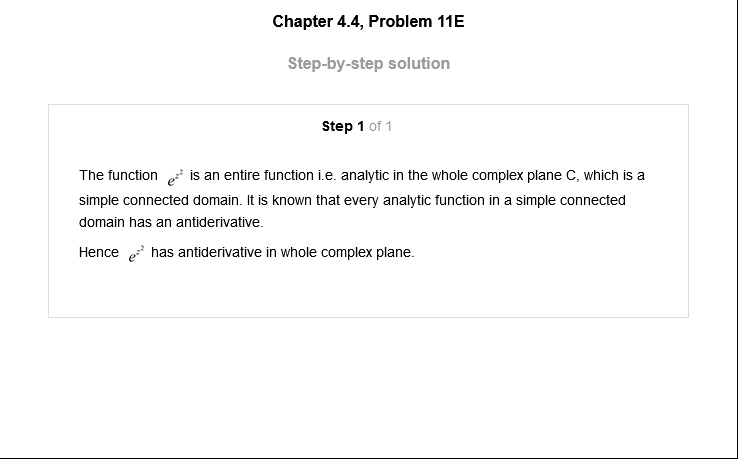 Chapter 4.4, Problem 11E
Step-by-step solution
Step 1 of 1
The function e^{z^2} is an entire function i.e. analytic in the whole complex plane C, which is a
simple connected domain. It is known that every analytic function in a simple connected
domain has an antiderivative.
Hence e^{z^2} has antiderivative in whole complex plane.